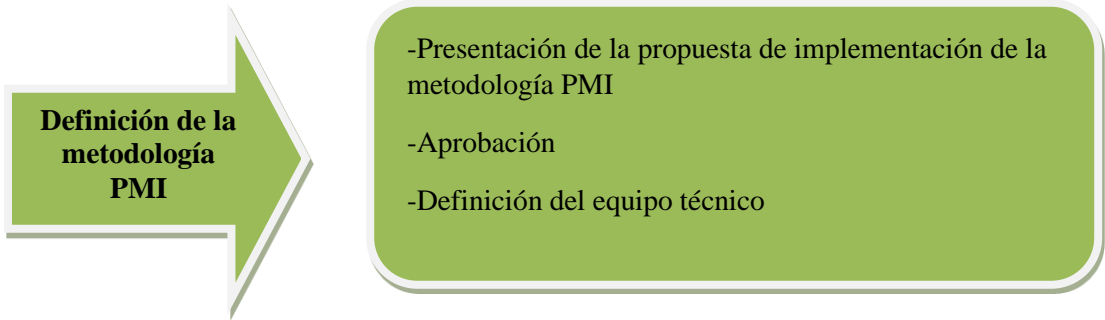 Definición de la
metodología
PMI
-Presentación de la propuesta de implementación de la
metodología PMI
-Aprobación
-Definición del equipo técnico